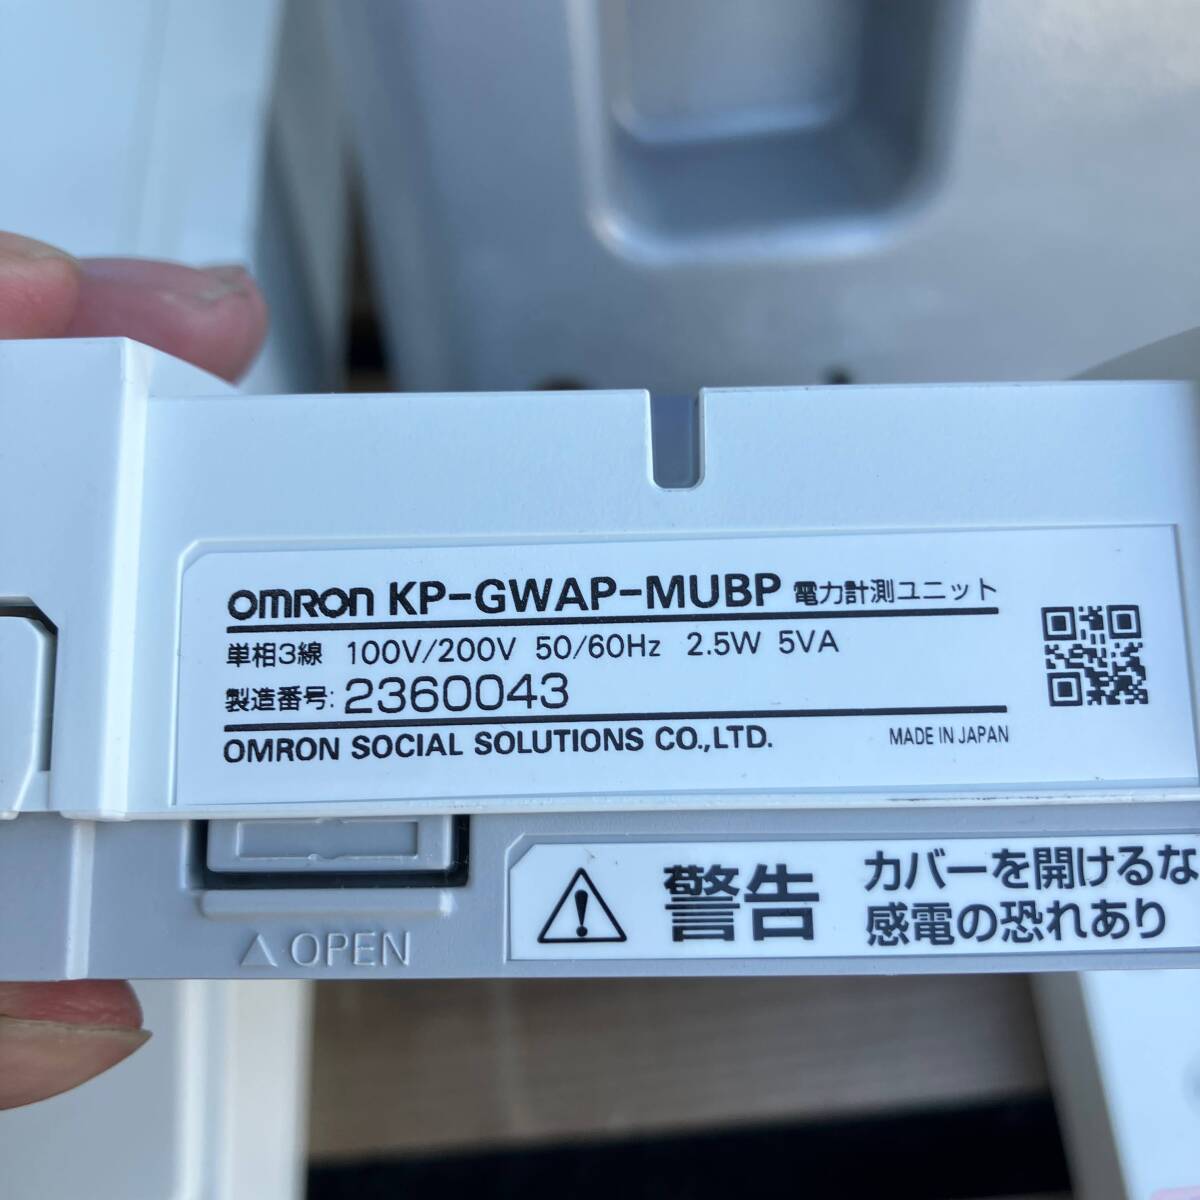 omron KP-GWAP-MUBP 電力計測ユニット
単相3線 100V/200V 50/60Hz 2.5W 5VA
製造番号: 2360043
OMRON SOCIAL SOLUTIONS CO.,LTD. MADE IN JAPAN
△ OPEN
警告 カバーを開けるな
感電の恐れあり